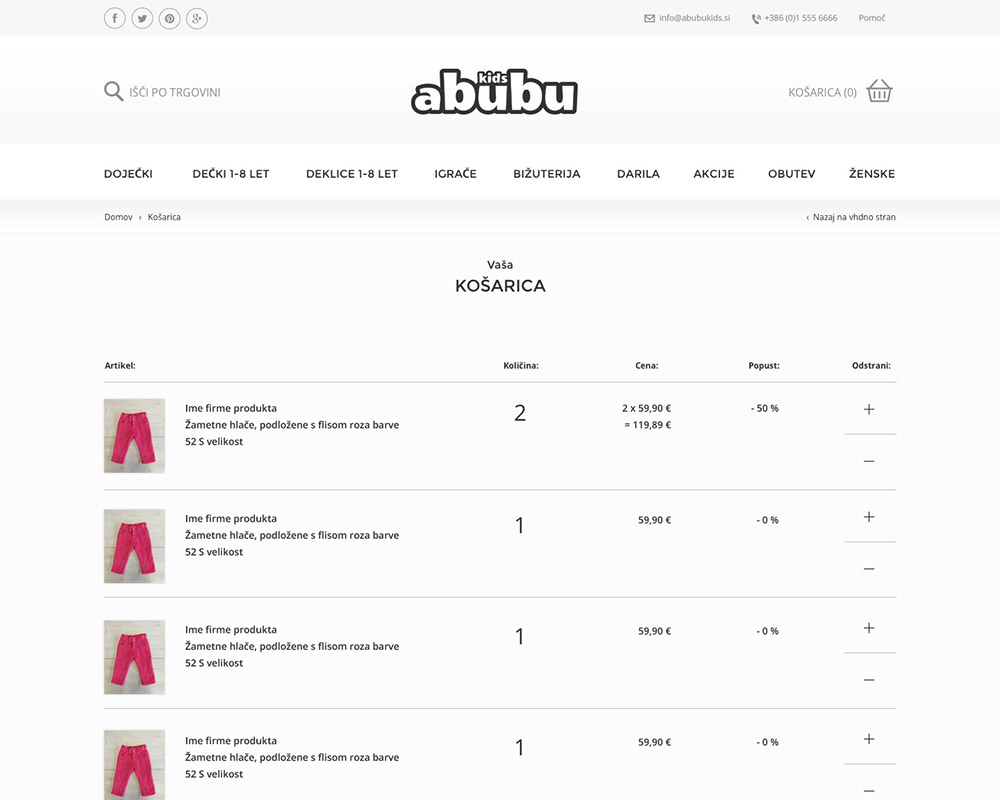 info@abubukids.si
+386 (0)1 555 6666
Pomoč
IŠČI PO TRGOVINI
kids
abubu
KOŠARICA (0)
DOJEČKI
DEČKI 1-8 LET
DEKLICE 1-8 LET
IGRAČE
BIŽUTERIJA
DARILA
AKCIJE
OBUTEV
ŽENSKE
Domov › Košarica
‹ Nazaj na vhdno stran
Vaša
KOŠARICA
Artikel:
Količina:
Cena:
Popust:
Odstrani:
Ime firme produkta
Žametne hlače, podložene s flisom roza barve
52 S velikost
2
2 x 59,90 €
= 119,89 €
- 50 %
Ime firme produkta
Žametne hlače, podložene s flisom roza barve
52 S velikost
1
59,90 €
- 0 %
Ime firme produkta
Žametne hlače, podložene s flisom roza barve
52 S velikost
1
59,90 €
- 0 %
Ime firme produkta
Žametne hlače, podložene s flisom roza barve
52 S velikost
1
59,90 €
- 0 %